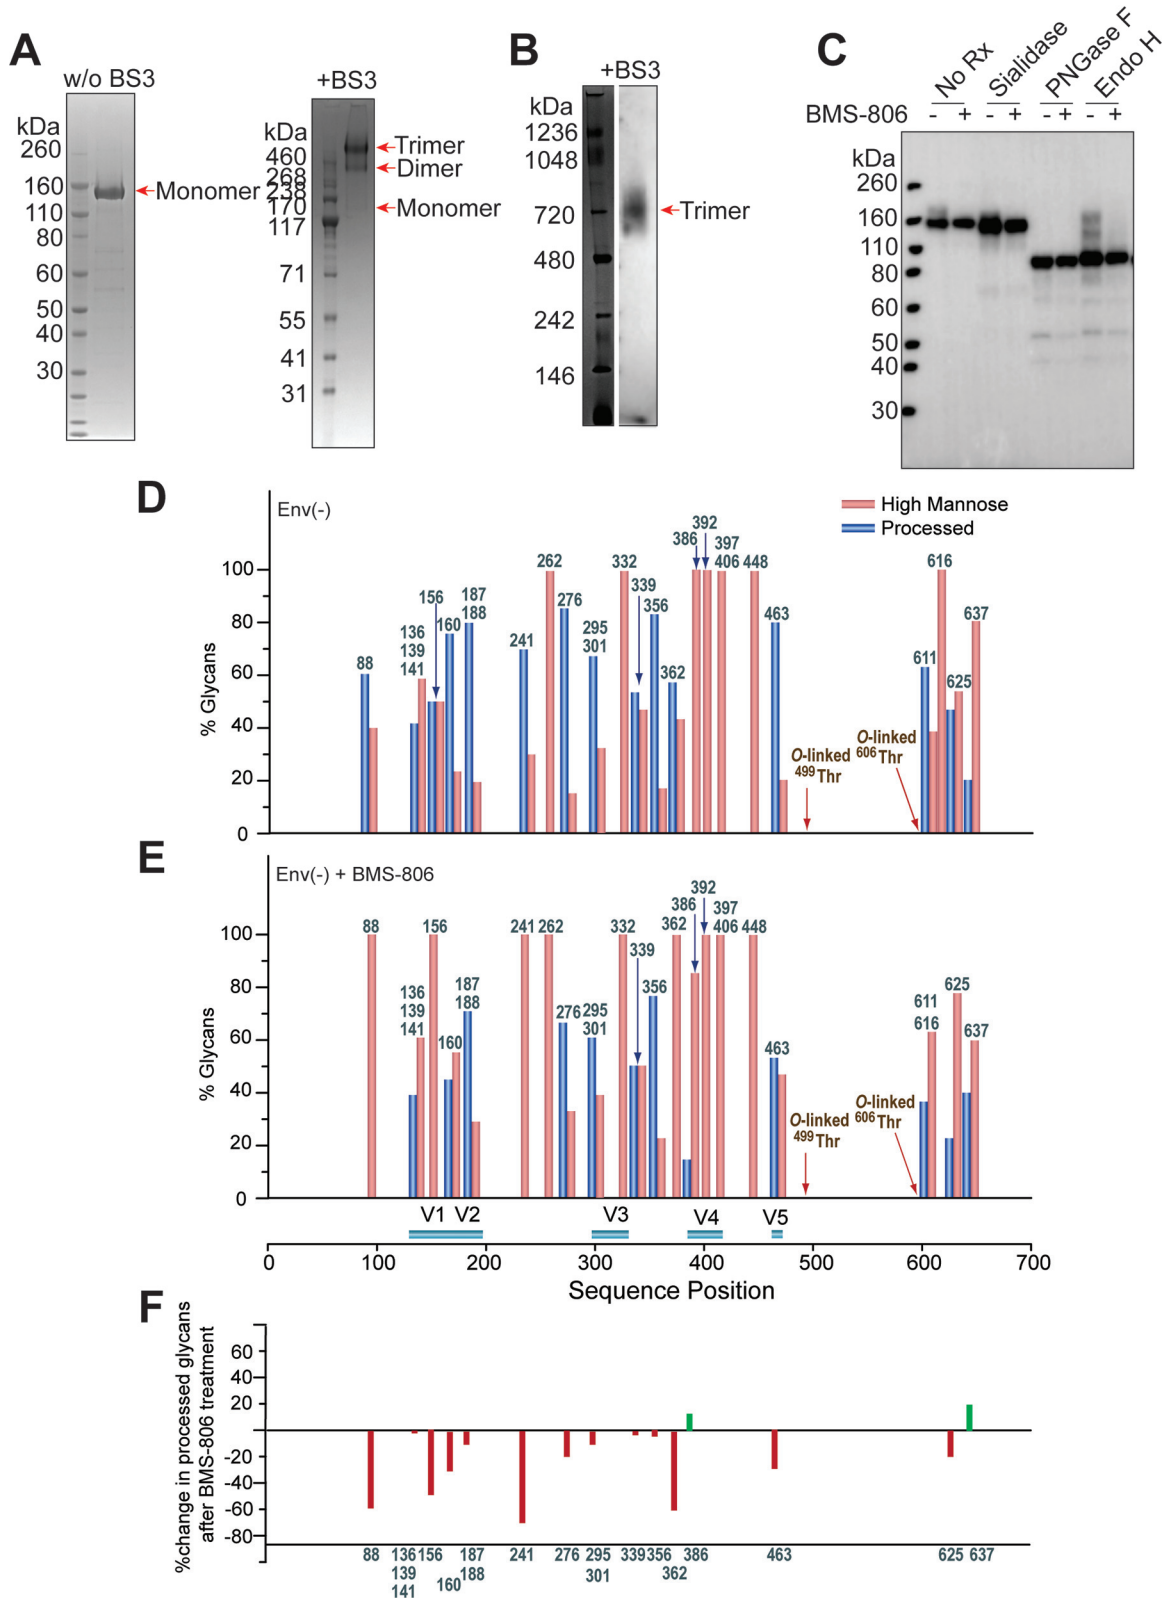 A
w/o BS3
kDa
260
160
110
80
60
50
40
30
Monomer
+BS3
kDa
460
268
238
170
117
71
55
41
31
Trimer
Dimer
Monomer
B
+BS3
kDa
1236
1048
720
480
242
146
Trimer
C
No Rx
Sialidase
PNGase F
Endo H
BMS-806 - + - + - + - +
kDa
260
160
110
80
60
50
40
30
D
Env(-)
High Mannose
Processed
% Glycans
100
80
60
40
20
0
88
136
139
141
156
160
187
188
241
262
276
295
301
332
339
356
362
386
392
397
406
448
463
O-linked
499Thr
O-linked
606Thr
611
616
625
637
E
Env(-) + BMS-806
% Glycans
100
80
60
40
20
0
88
136
139
141
156
160
187
188
241
262
276
295
301
332
339
356
362
386
392
397
406
448
463
O-linked
499Thr
O-linked
606Thr
611
616
625
637
V1 V2 V3 V4 V5
0 100 200 300 400 500 600 700
Sequence Position
F
%change in processed glycans
after BMS-806 treatment
60
40
20
-20
-40
-60
-80
88 136 156 187 241 276 295 339 356 386 463 625 637
139 188 301 362
141 160